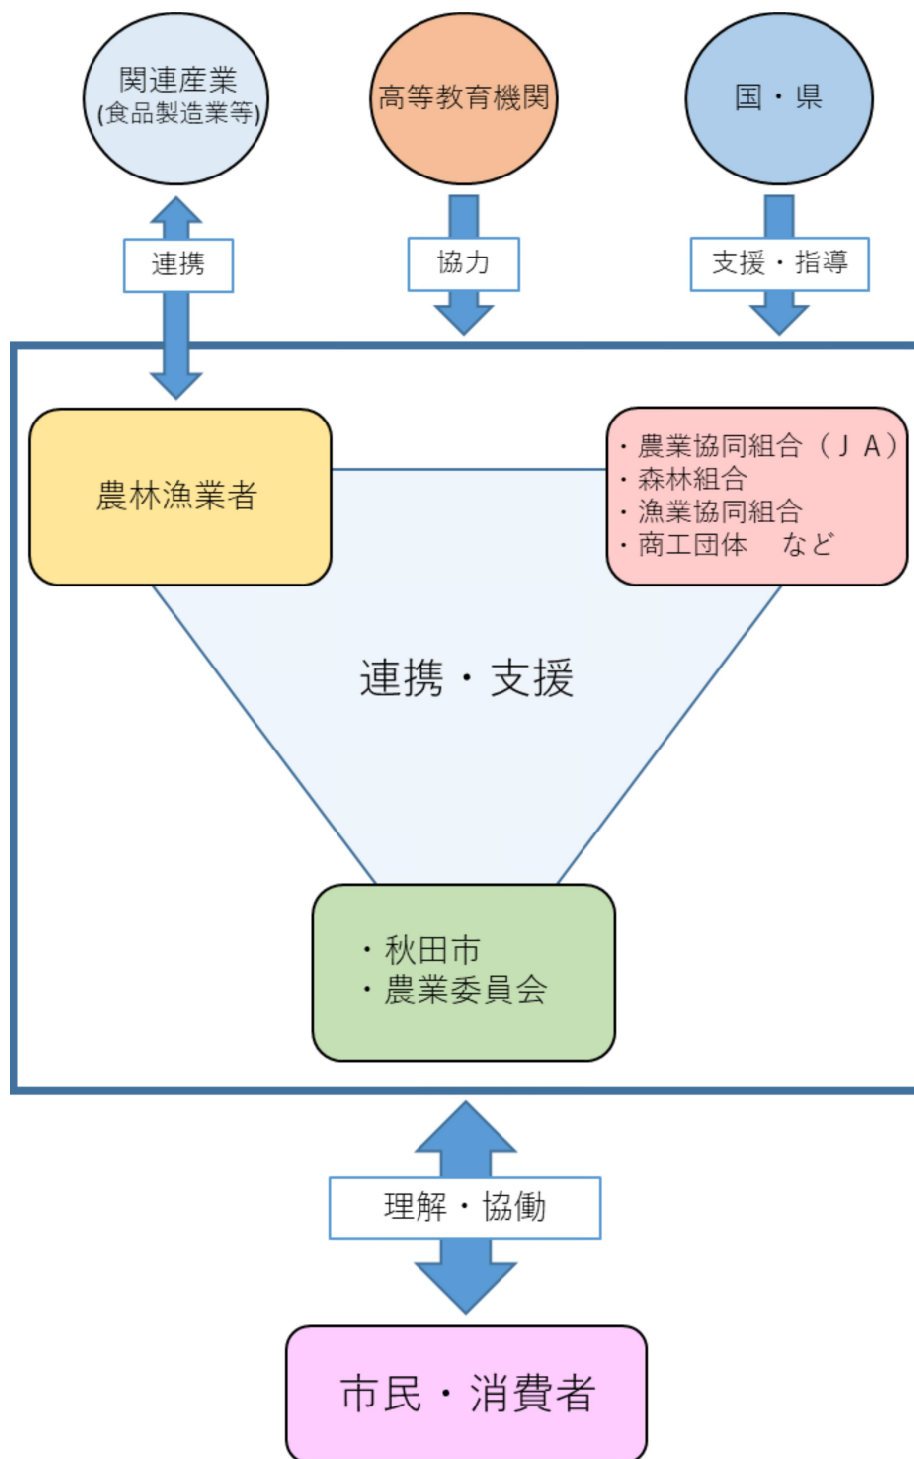 関連産業
(食品製造業等)
高等教育機関
国・県
連携
協力
支援・指導
農林漁業者
・農業協同組合（ＪＡ）
・森林組合
・漁業協同組合
・商工団体　など
連携・支援
・秋田市
・農業委員会
理解・協働
市民・消費者